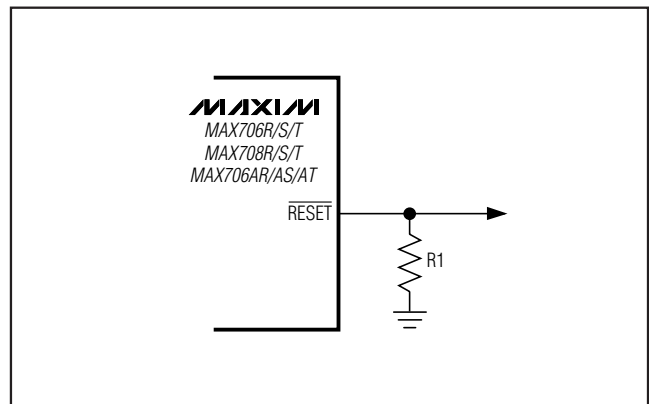 MAXIM
MAX706R/S/T
MAX708R/S/T
MAX706AR/AS/AT
RESET
R1